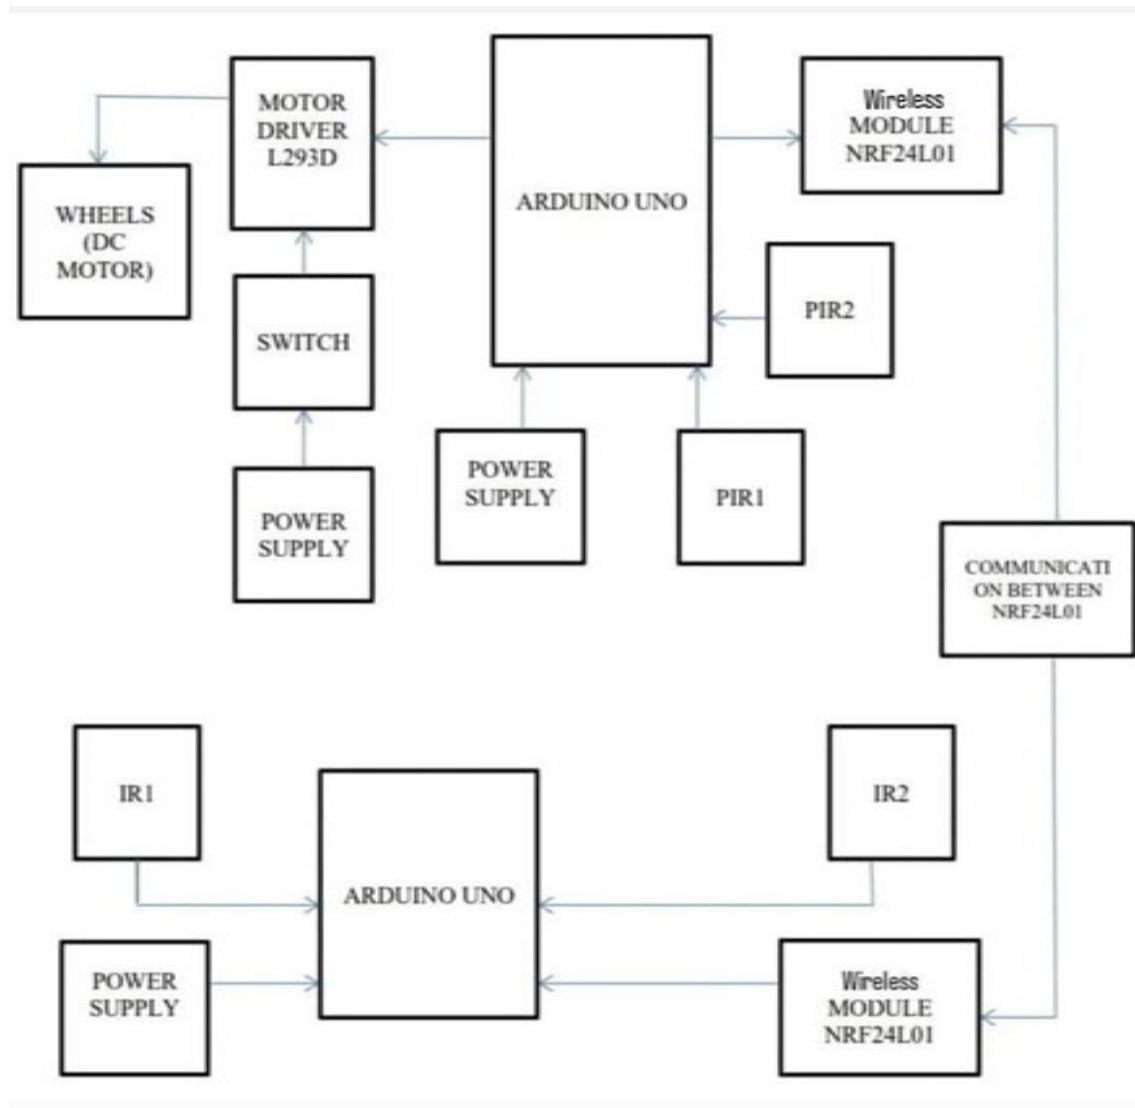 MOTOR
DRIVER
L293D
ARDUINO UNO
Wireless
MODULE
NRF24L01
WHEELS
(DC
MOTOR)
SWITCH
PIR2
POWER
SUPPLY
POWER
SUPPLY
PIR1
COMMUNICATI
ON BETWEEN
NRF24L01
IR1
IR2
ARDUINO UNO
POWER
SUPPLY
Wireless
MODULE
NRF24L01